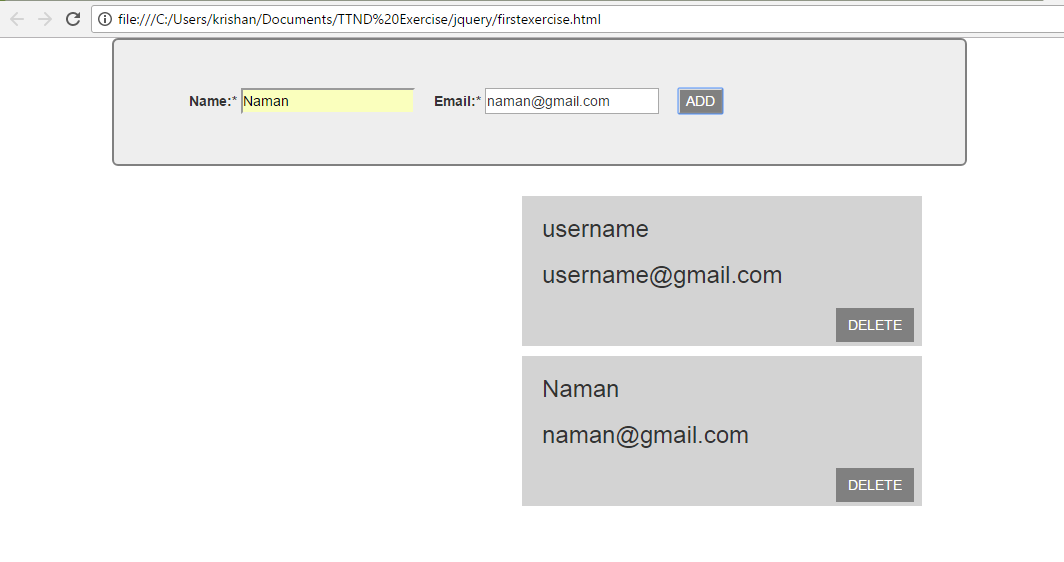 file:///C:/Users/krishan/Documents/TTND%20Exercise/jquery/firstexercise.html
Name:* Naman Email:* naman@gmail.com ADD
username
username@gmail.com
DELETE
Naman
naman@gmail.com
DELETE